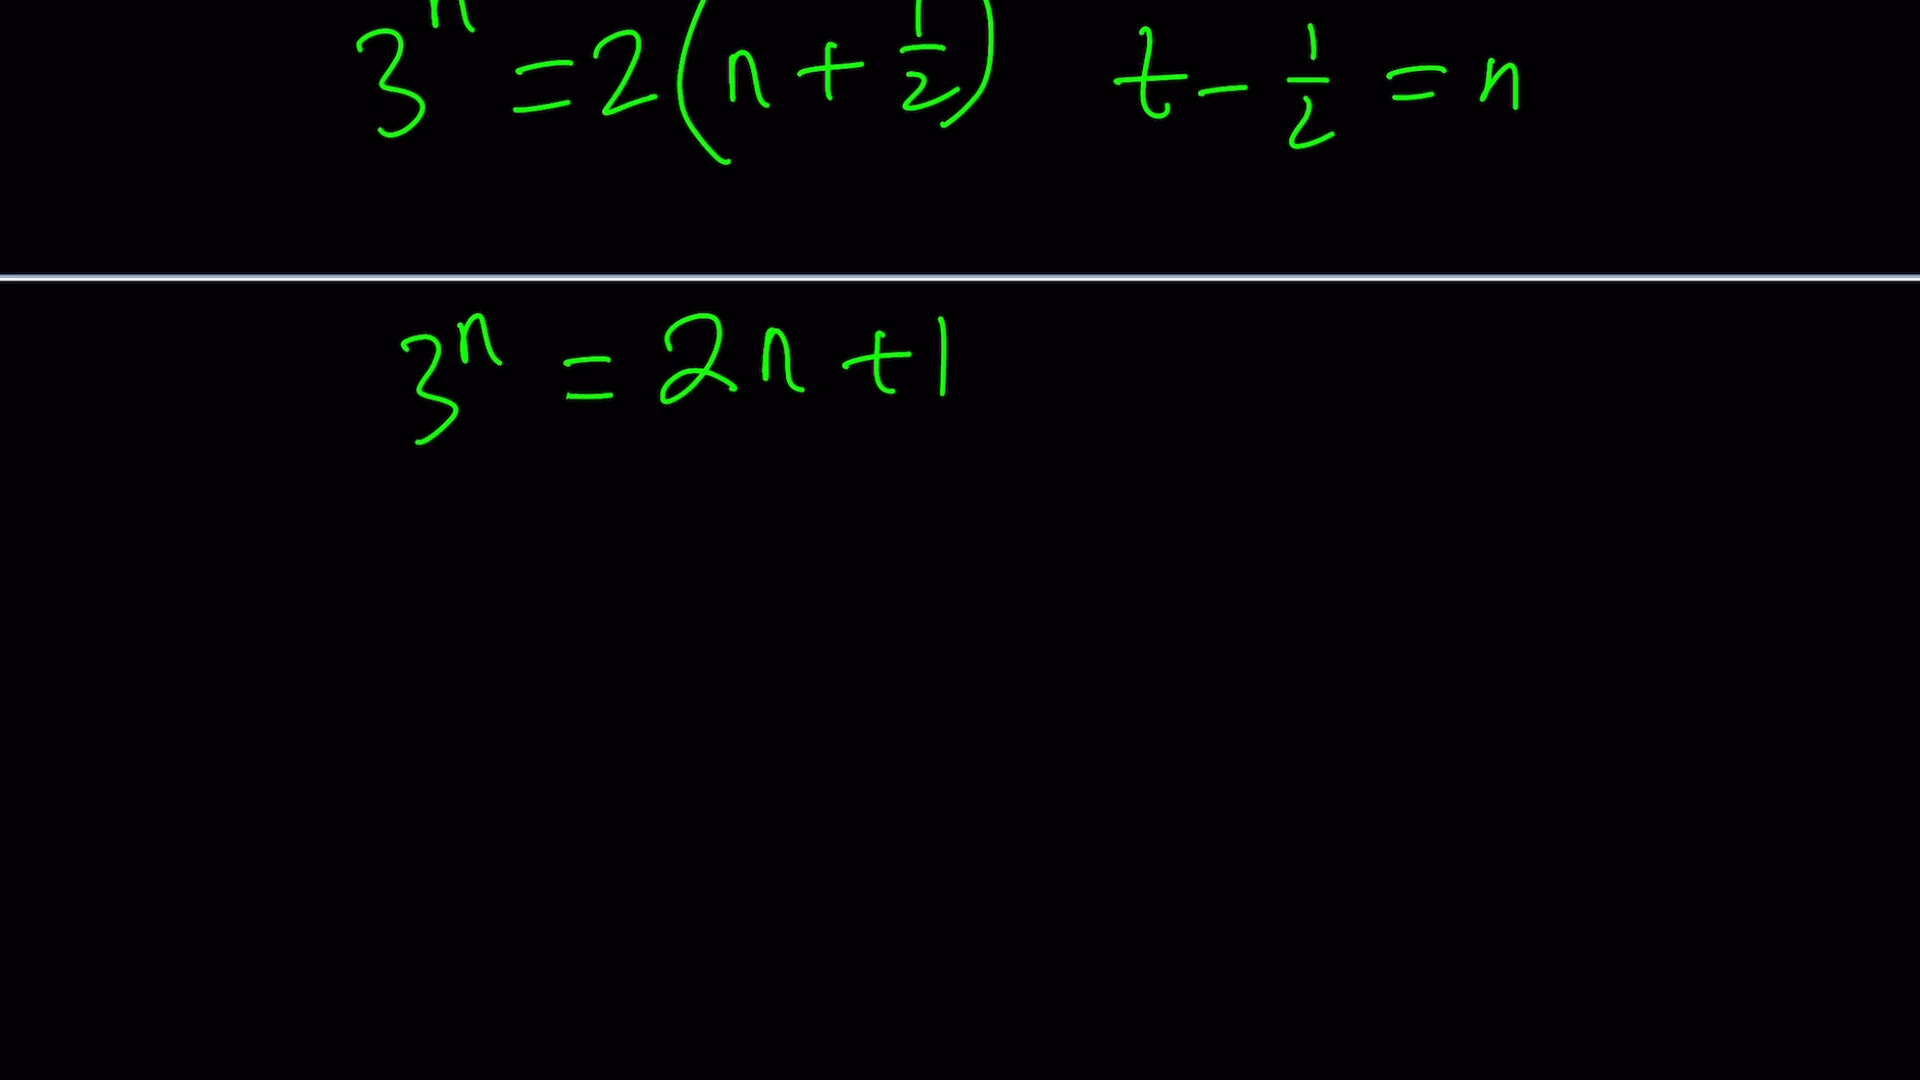 3^n = 2(n + 1/2) t - 1/2 = n
3^n = 2n + 1